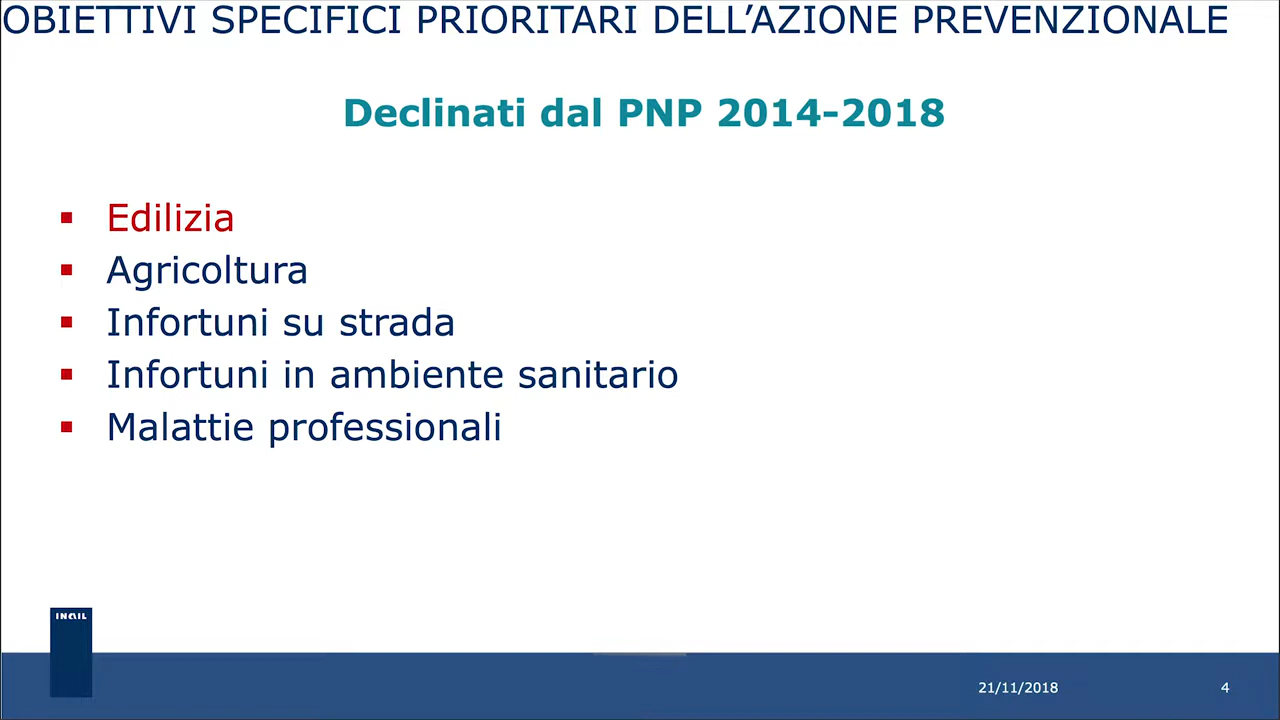 OBIETTIVI SPECIFICI PRIORITARI DELL’AZIONE PREVENZIONALE
Declinati dal PNP 2014-2018
▪ Edilizia
▪ Agricoltura
▪ Infortuni su strada
▪ Infortuni in ambiente sanitario
▪ Malattie professionali
INAIL
21/11/2018
4